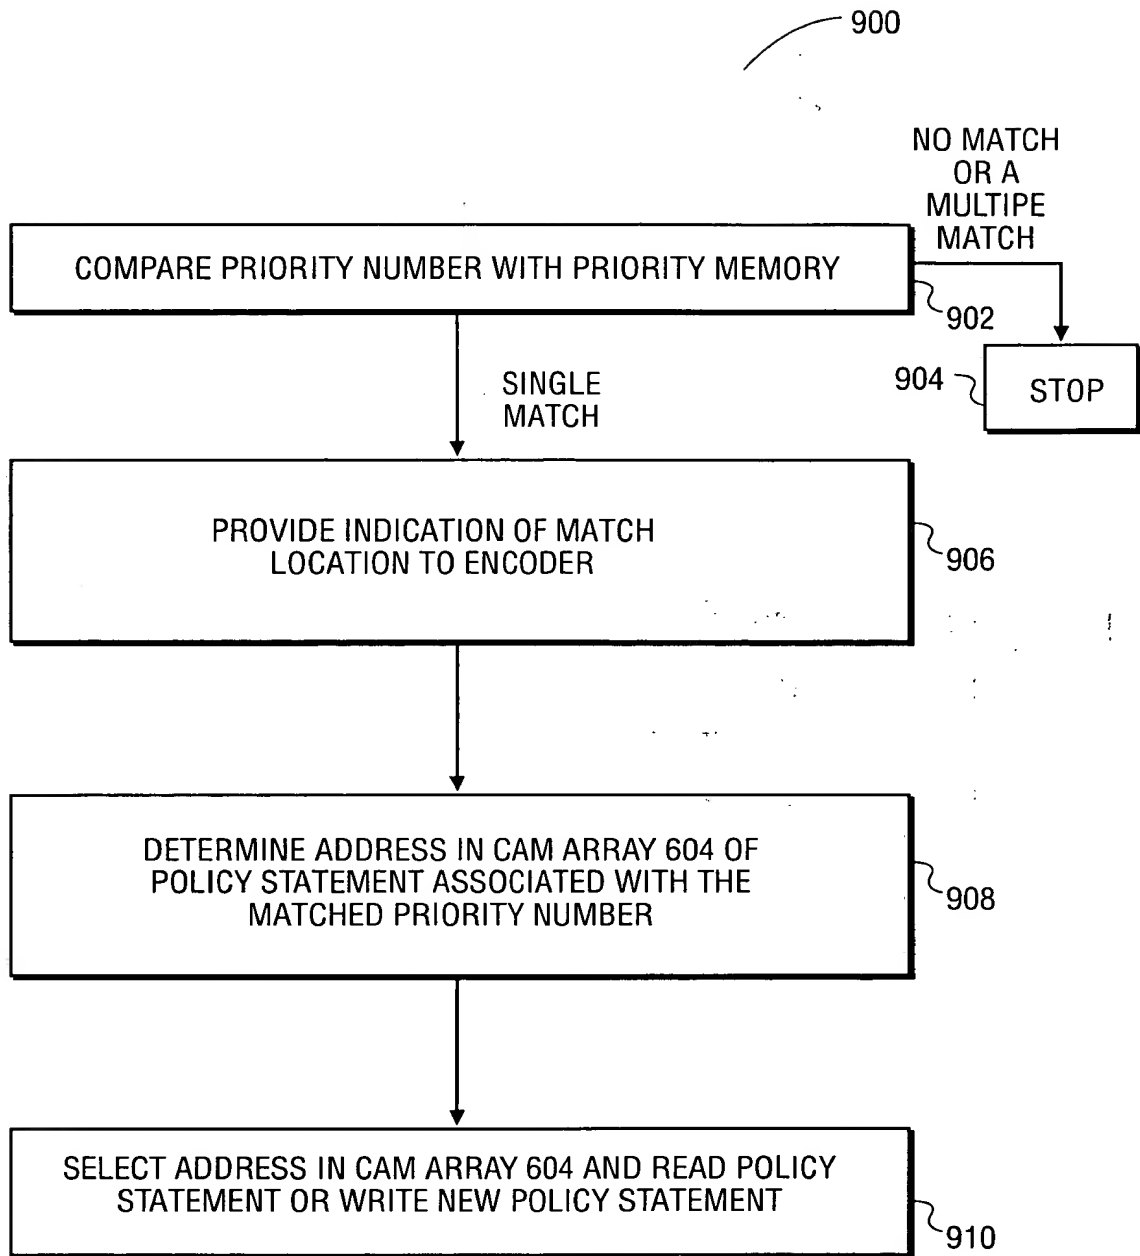 900
NO MATCH
OR A
MULTIPE
MATCH
COMPARE PRIORITY NUMBER WITH PRIORITY MEMORY
902
904
STOP
SINGLE
MATCH
PROVIDE INDICATION OF MATCH
LOCATION TO ENCODER
906
DETERMINE ADDRESS IN CAM ARRAY 604 OF
POLICY STATEMENT ASSOCIATED WITH THE
MATCHED PRIORITY NUMBER
908
SELECT ADDRESS IN CAM ARRAY 604 AND READ POLICY
STATEMENT OR WRITE NEW POLICY STATEMENT
910